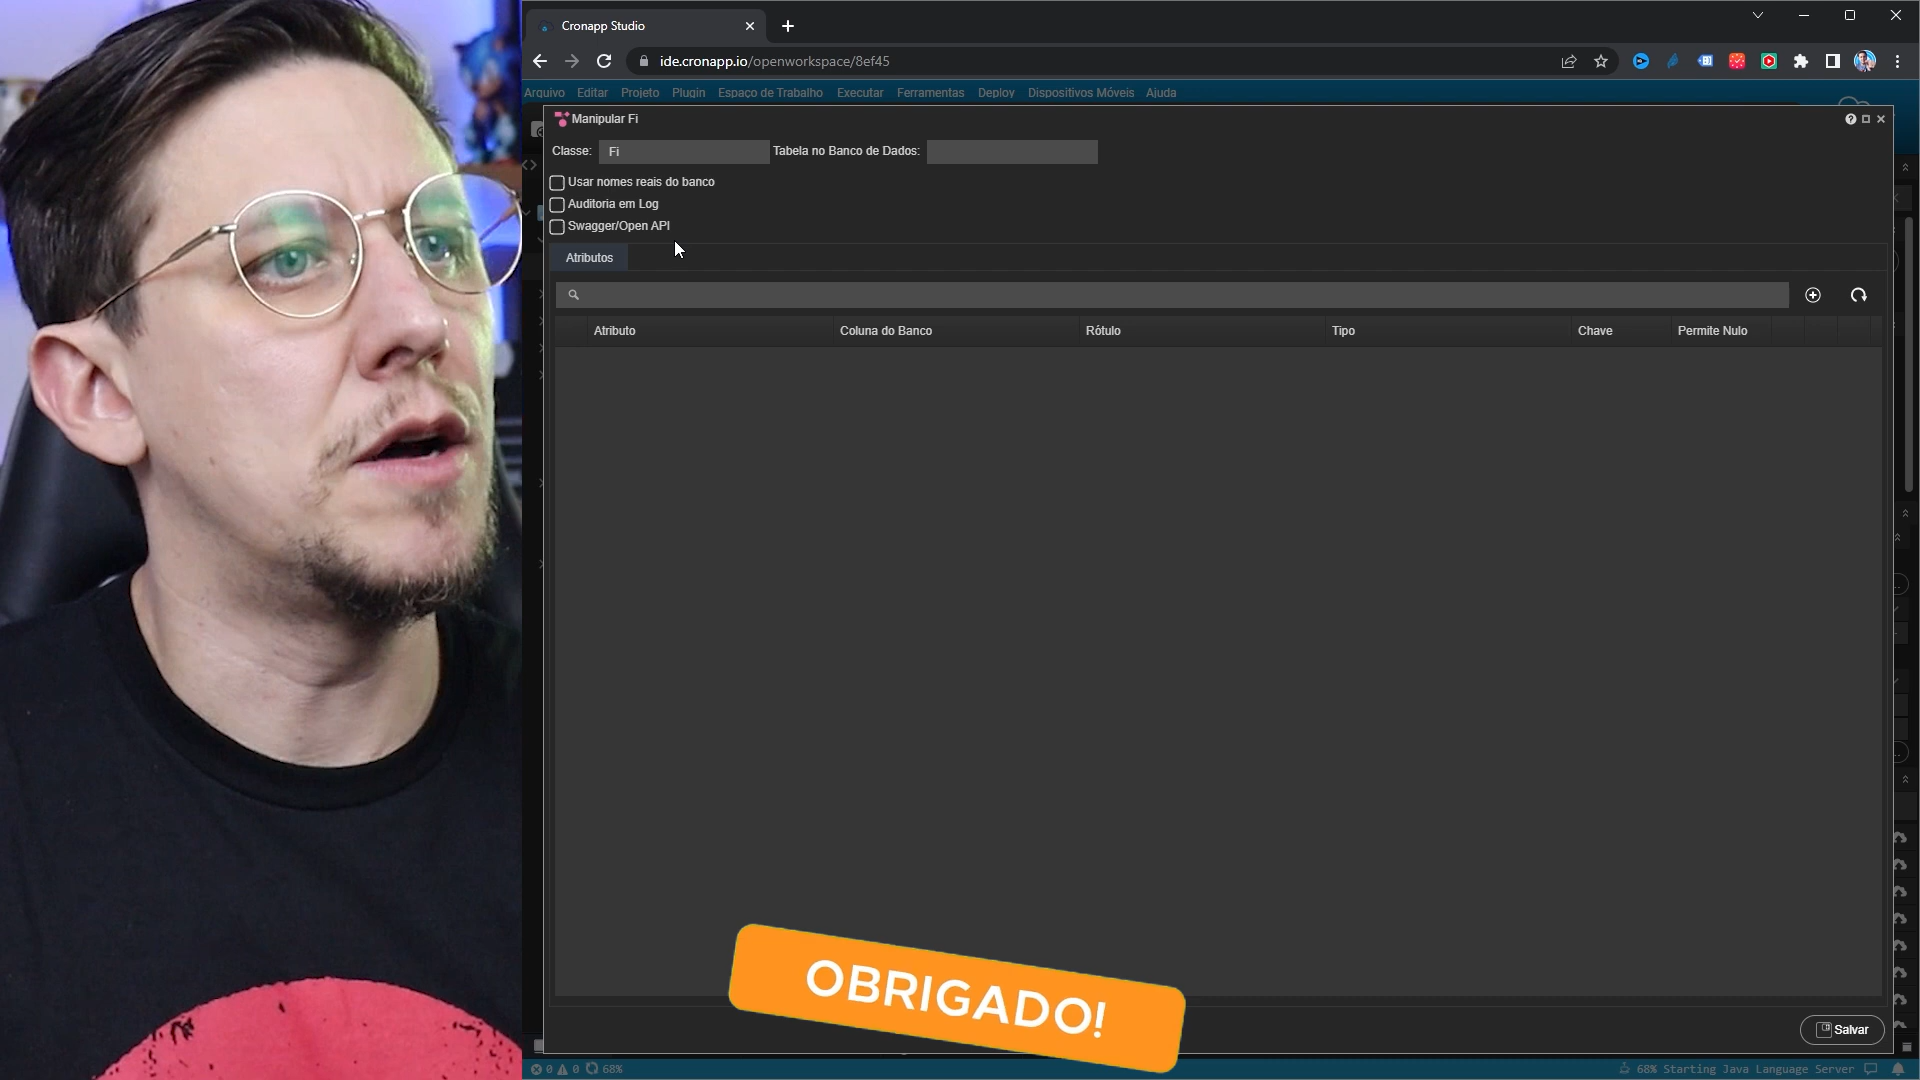 Cronapp Studio
ide.cronapp.io/openworkspace/8ef45
Arquivo Editar Projeto Plugin Espaço de Trabalho Executar Ferramentas Deploy Dispositivos Móveis Ajuda
Manipular Fi
Classe: Fi Tabela no Banco de Dados:
Usar nomes reais do banco
Auditoria em Log
Swagger/Open API
Atributos
Atributo Coluna do Banco Rótulo Tipo Chave Permite Nulo
OBRIGADO!
Salvar
0 0 68% 68% Starting Java Language Server